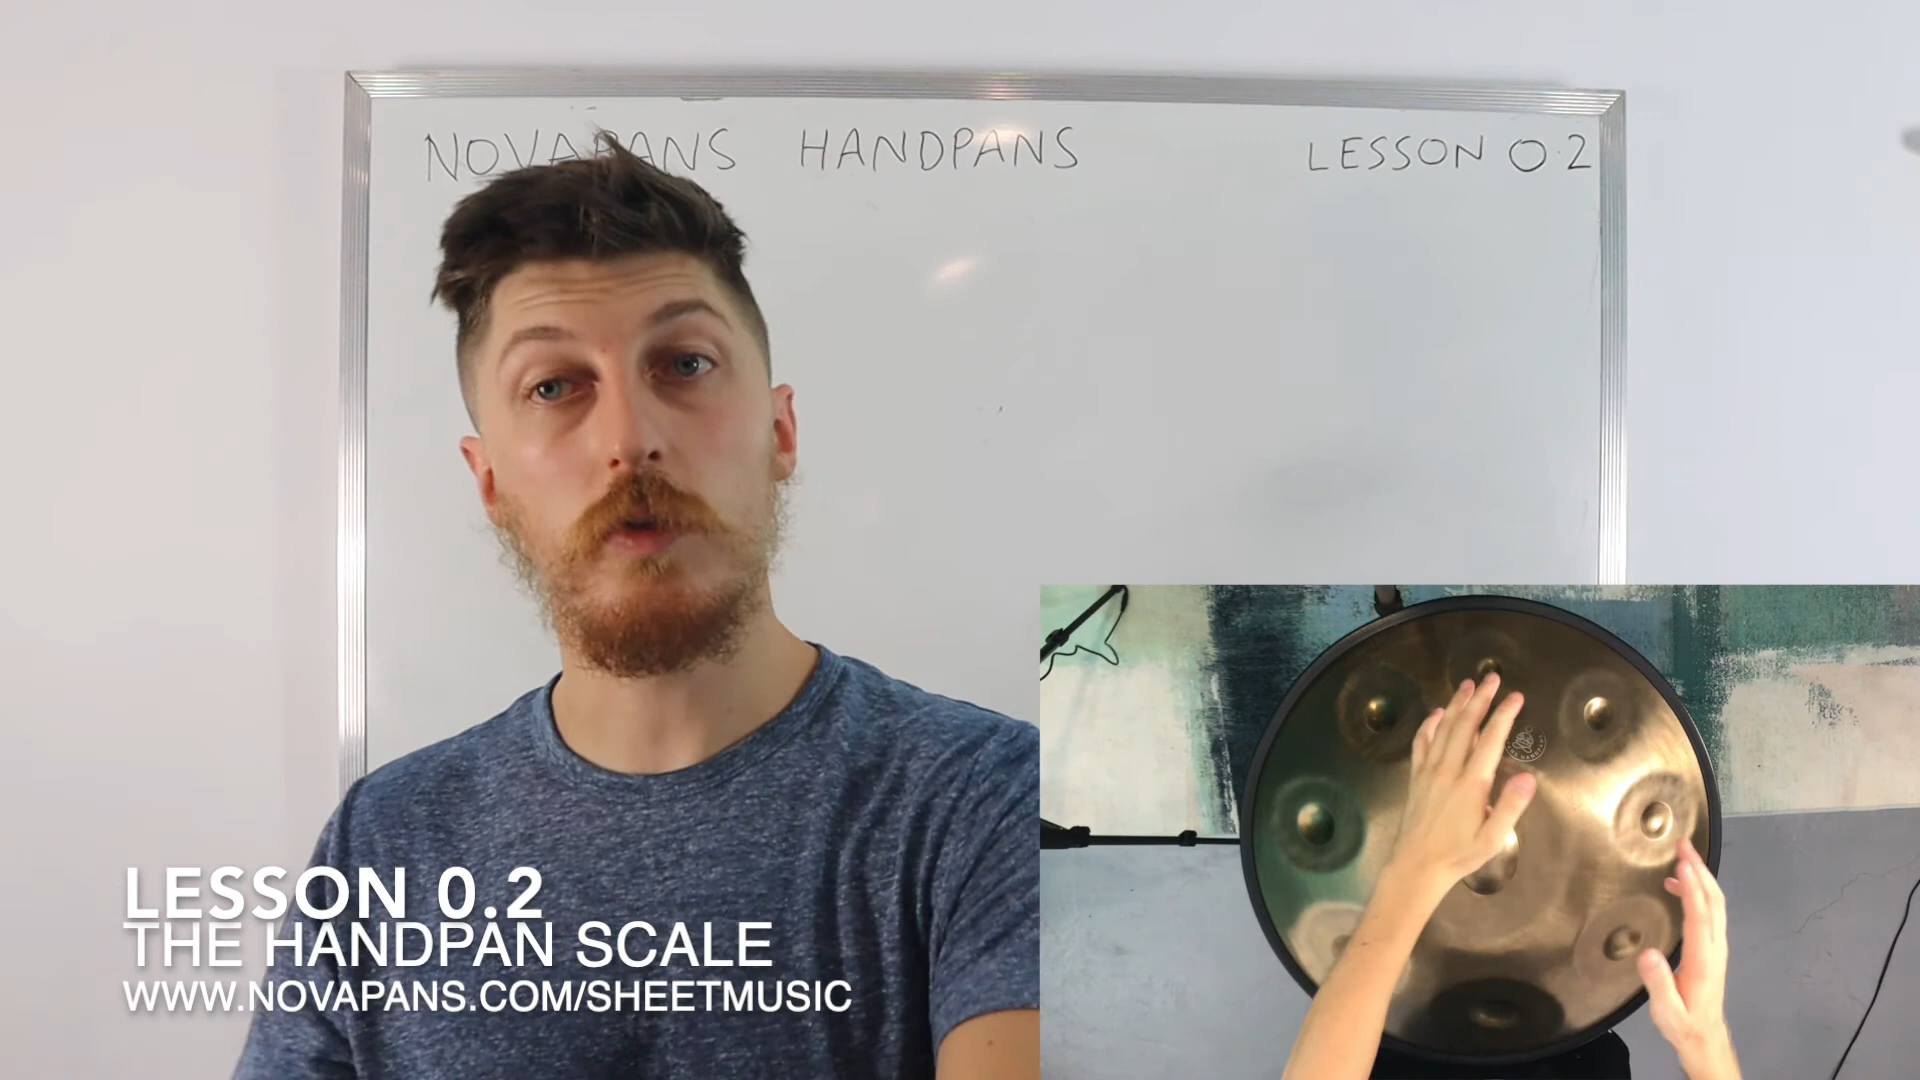 NOVAPANS HANDPANS
LESSON 0.2
LESSON 0.2
THE HANDPAN SCALE
WWW.NOVAPANS.COM/SHEETMUSIC